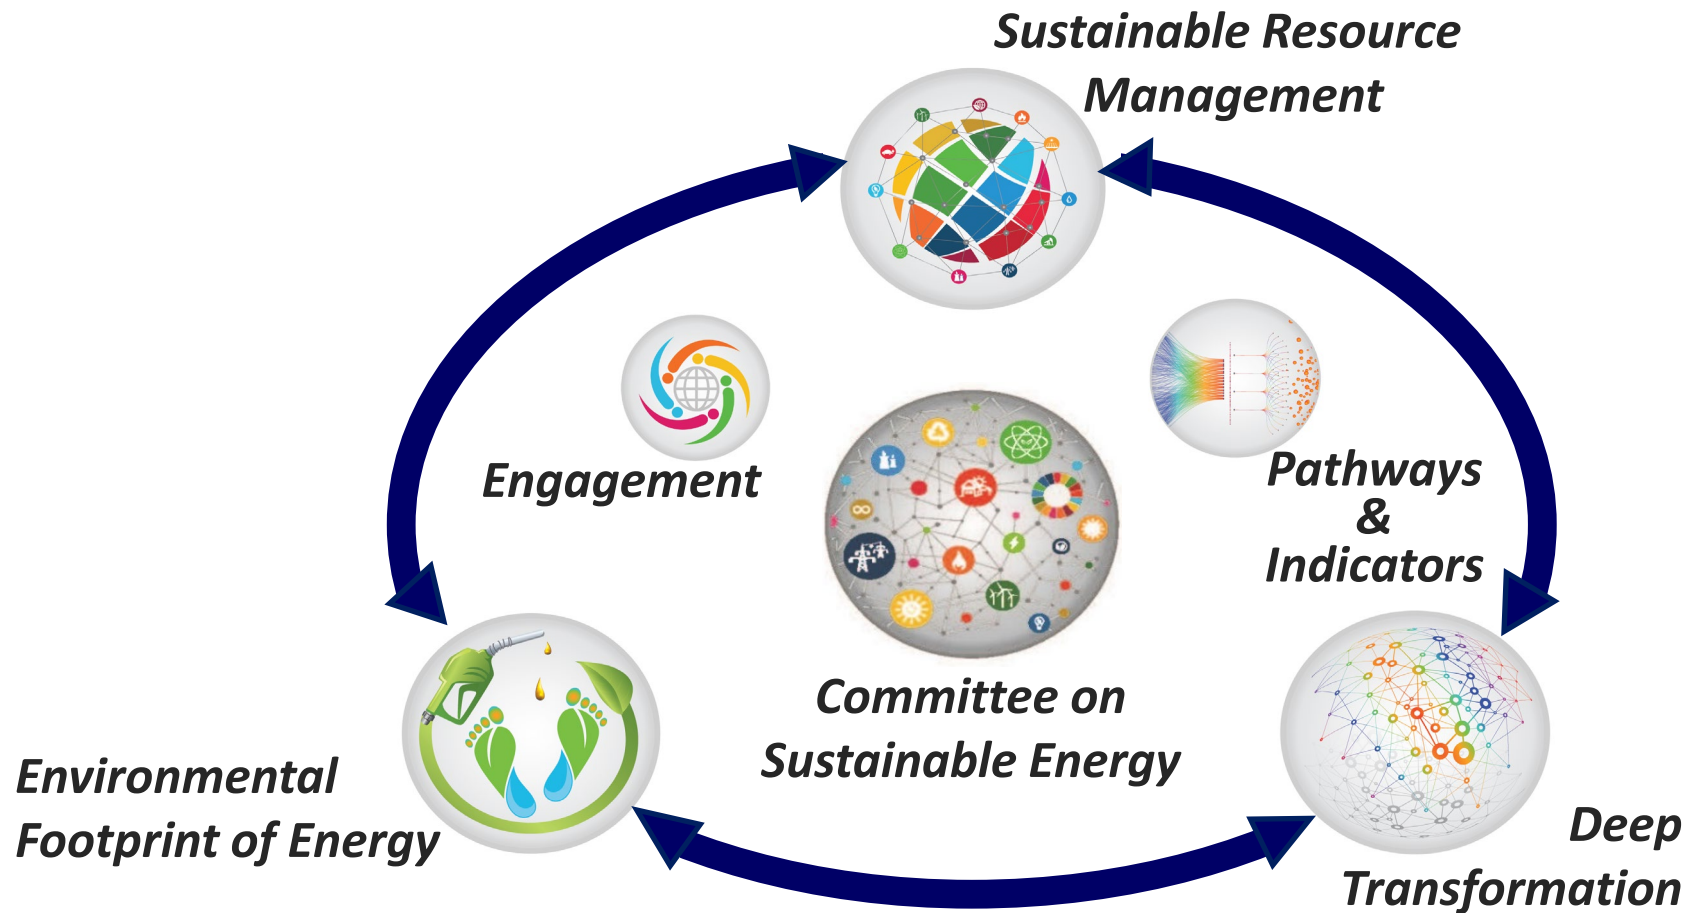 Sustainable Resource
Management
Engagement
Pathways
&
Indicators
Committee on
Sustainable Energy
Environmental
Footprint of Energy
Deep
Transformation